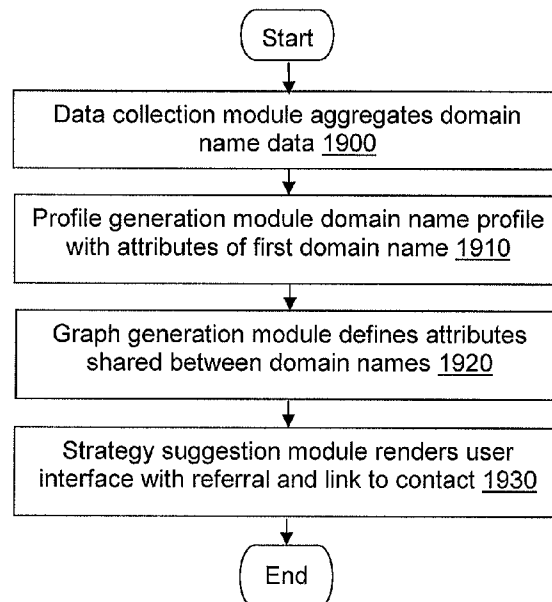 Start
Data collection module aggregates domain
name data 1900
Profile generation module domain name profile
with attributes of first domain name 1910
Graph generation module defines attributes
shared between domain names 1920
Strategy suggestion module renders user
interface with referral and link to contact 1930
End